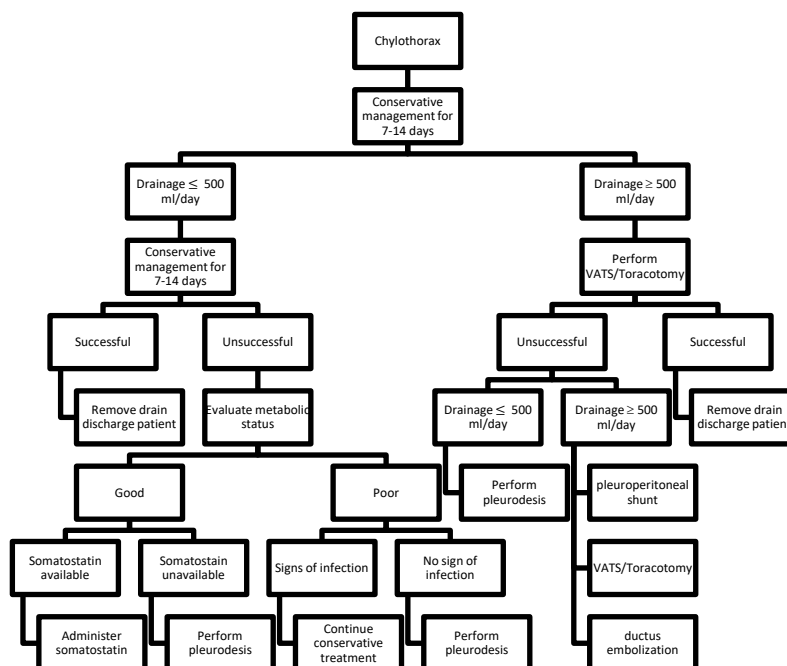 Chylothorax
Conservative
management for
7-14 days
Drainage ≤ 500
ml/day
Drainage ≥ 500
ml/day
Conservative
management for
7-14 days
Perform
VATS/Toracotomy
Successful
Unsuccessful
Unsuccessful
Successful
Remove drain
discharge patient
Evaluate metabolic
status
Drainage ≤ 500
ml/day
Drainage ≥ 500
ml/day
Remove drain
discharge patient
Good
Poor
Perform
pleurodesis
pleuroperitoneal
shunt
Somatostatin
available
Somatostain
unavailable
Signs of infection
No sign of
infection
VATS/Toracotomy
Administer
somatostatin
Perform
pleurodesis
Continue
conservative
treatment
Perform
pleurodesis
ductus
embolization